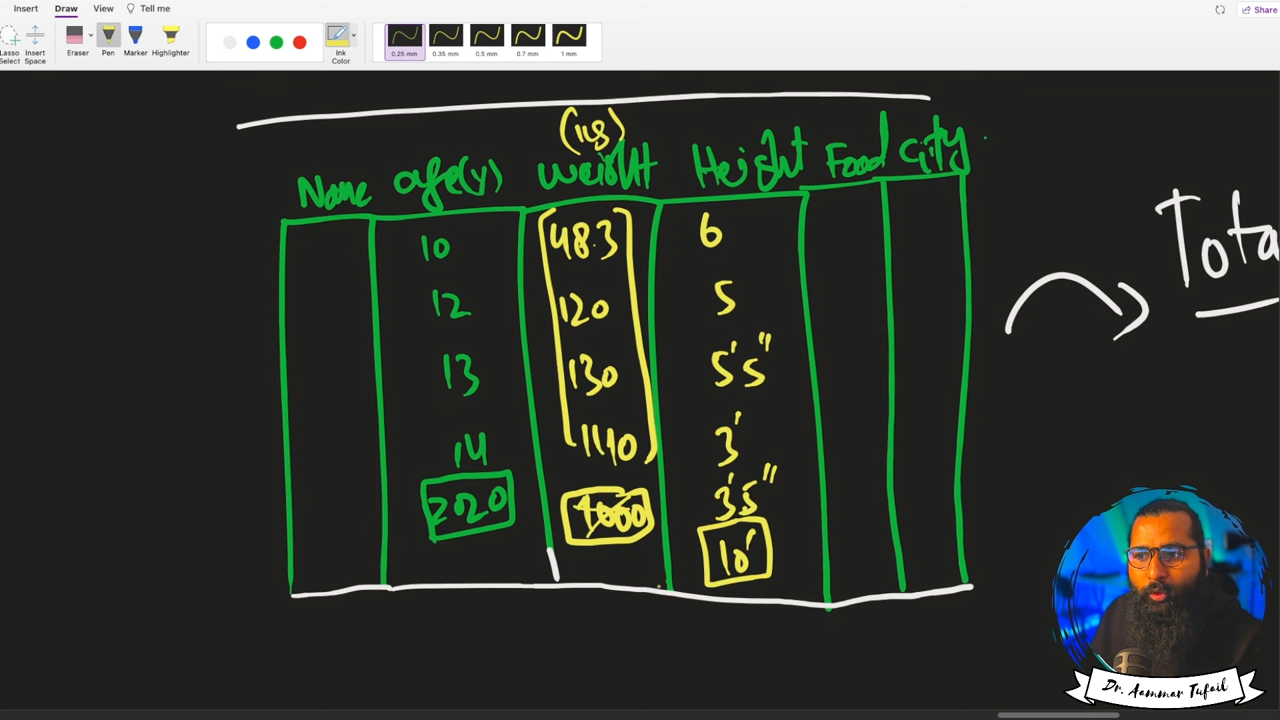 Insert Draw View Tell me
Share
Lasso Select
Insert Space
Eraser
Pen
Marker
Highlighter
Ink Color
0.25 mm
0.35 mm
0.5 mm
0.7 mm
1 mm
(kg)
Name age(y) weight Height Food City
10 48.3 6
12 120 5
13 130 5'5"
14 1140 3'
2020 3'5"
10'
Tota
Dr. Aammar Tufail